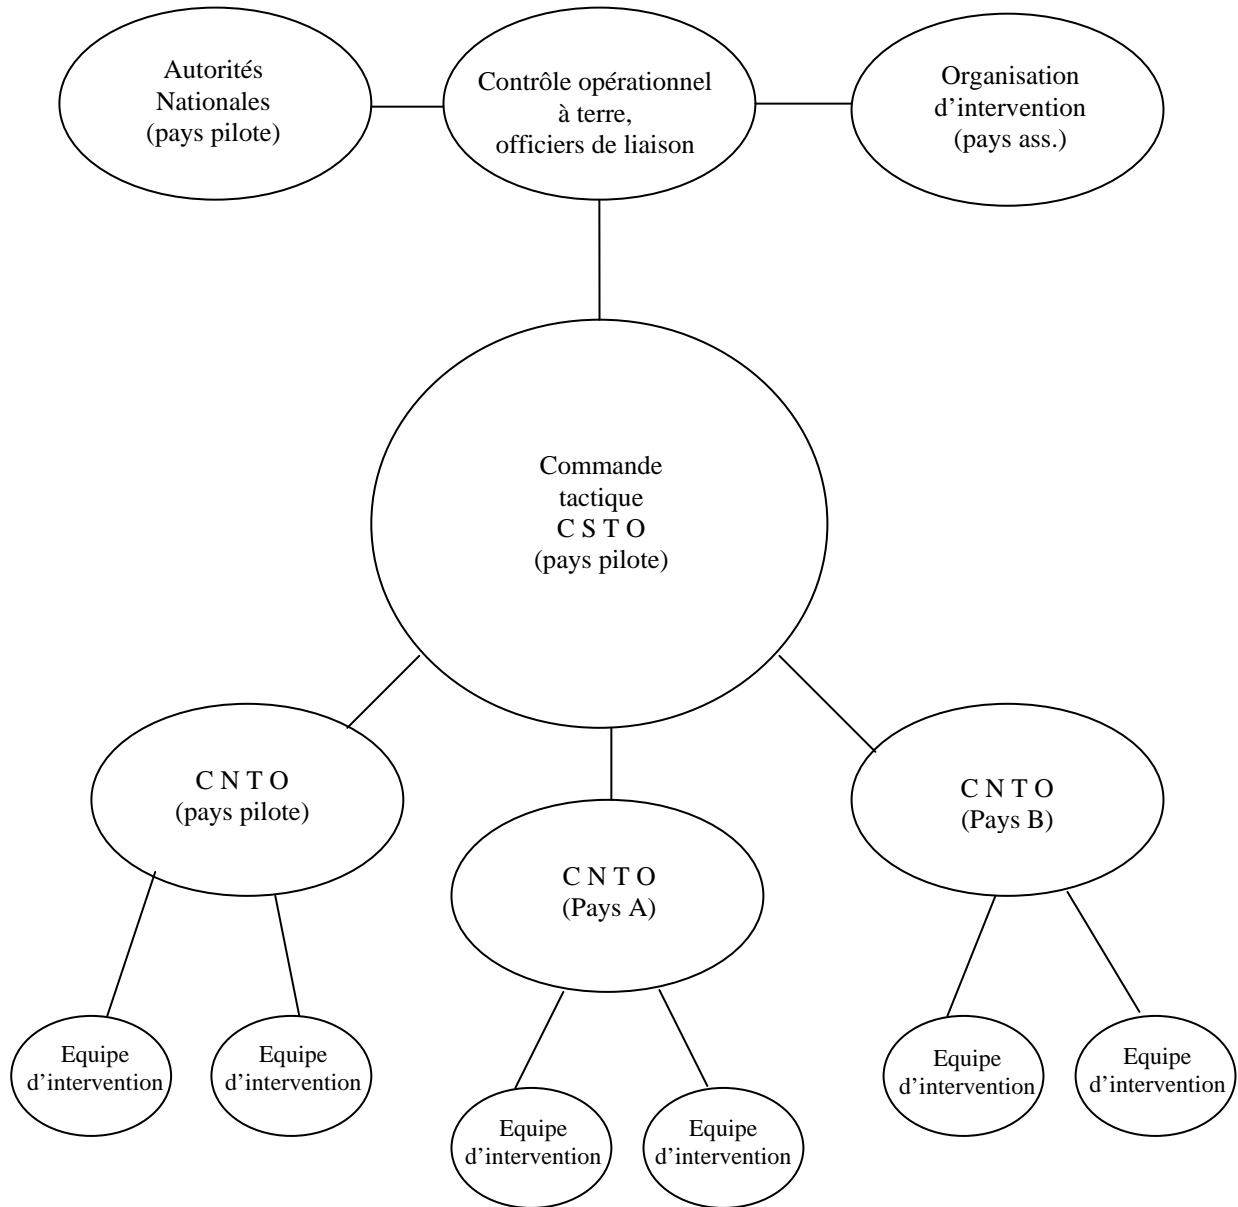 Autorités
Nationales
(pays pilote)
Contrôle opérationnel
à terre,
officiers de liaison
Organisation
d’intervention
(pays ass.)
Commande
tactique
C S T O
(pays pilote)
C N T O
(pays pilote)
C N T O
(Pays A)
C N T O
(Pays B)
Equipe
d’intervention
Equipe
d’intervention
Equipe
d’intervention
Equipe
d’intervention
Equipe
d’intervention
Equipe
d’intervention